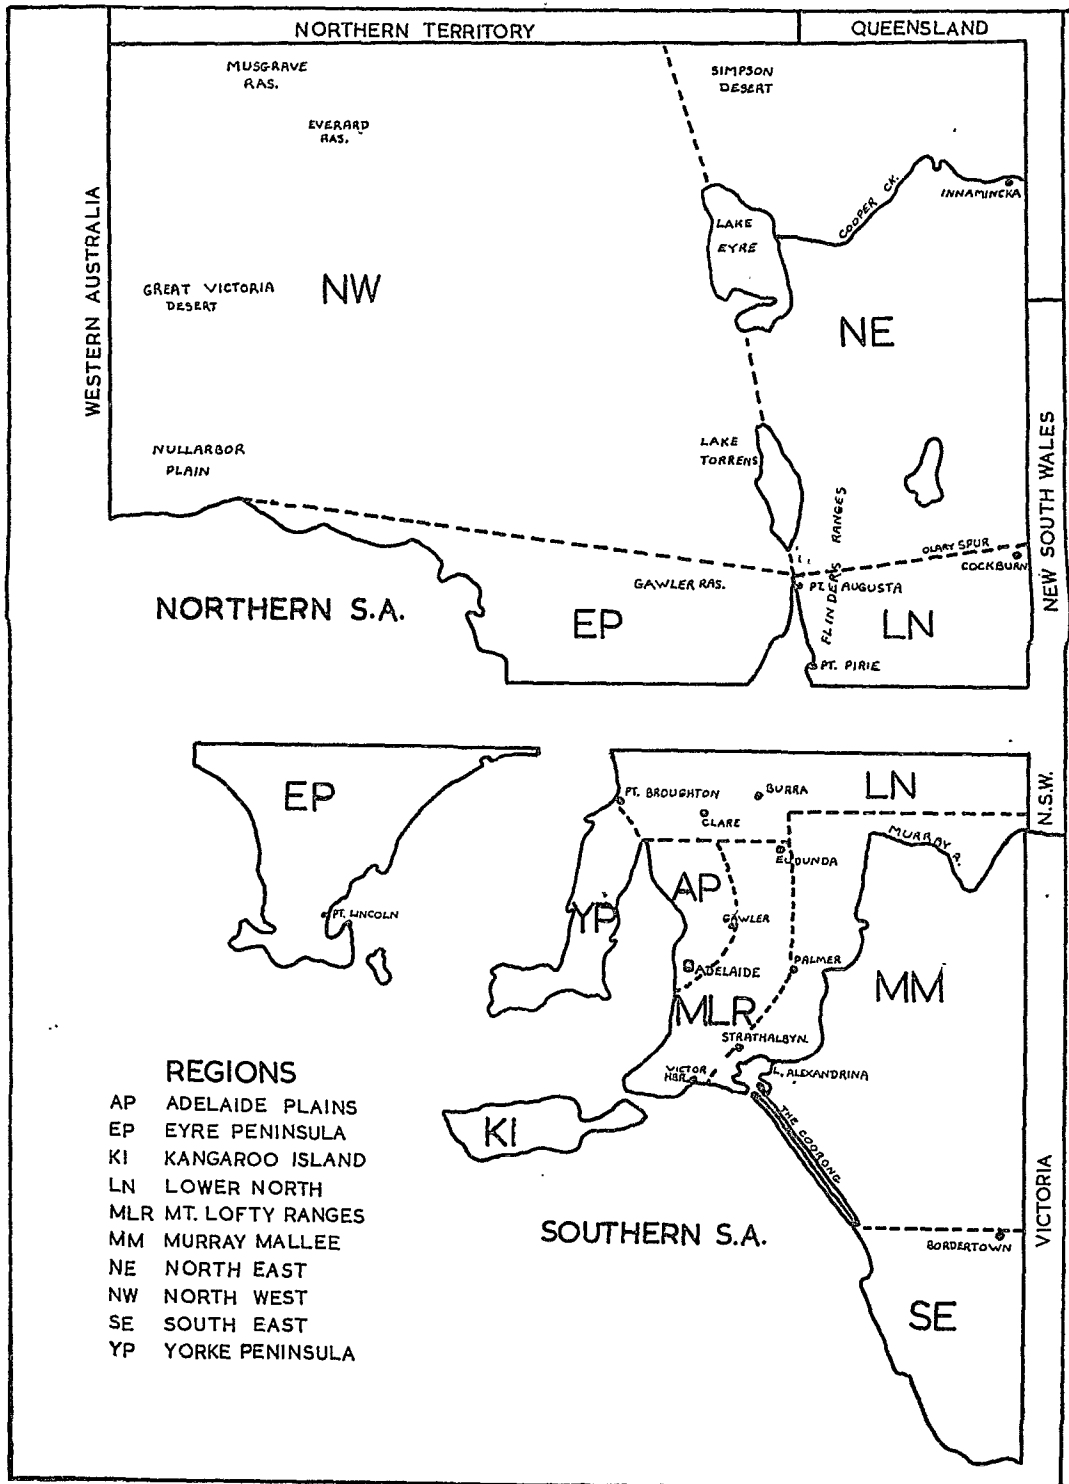 NORTHERN TERRITORY
QUEENSLAND
MUSGRAVE
RAS.
SIMPSON
DESERT
EVERARD
RAS.
WESTERN AUSTRALIA
LAKE
EYRE
COOPER CK.
INNAMINCKA
GREAT VICTORIA
DESERT
NW
NE
NULLARBOR
PLAIN
LAKE
TORRENS
FLINDERS RANGES
OLARY SPUR
COCKBURN
NEW SOUTH WALES
GAWLER RAS.
PT. AUGUSTA
NORTHERN S.A.
EP
LN
PT. PIRIE
EP
PT. BROUGHTON
BURRA
LN
N.S.W.
CLARE
MURRAY R.
EUDUNDA
AP
PT. LINCOLN
YP
GAWLER
ADELAIDE
PALMER
MM
MLR
STRATHALBYN.
VICTOR
HBR.
L. ALEXANDRINA
KI
THE COORONG
REGIONS
AP ADELAIDE PLAINS
EP EYRE PENINSULA
KI KANGAROO ISLAND
LN LOWER NORTH
MLR MT. LOFTY RANGES
MM MURRAY MALLEE
NE NORTH EAST
NW NORTH WEST
SE SOUTH EAST
YP YORKE PENINSULA
SOUTHERN S.A.
BORDERTOWN
VICTORIA
SE